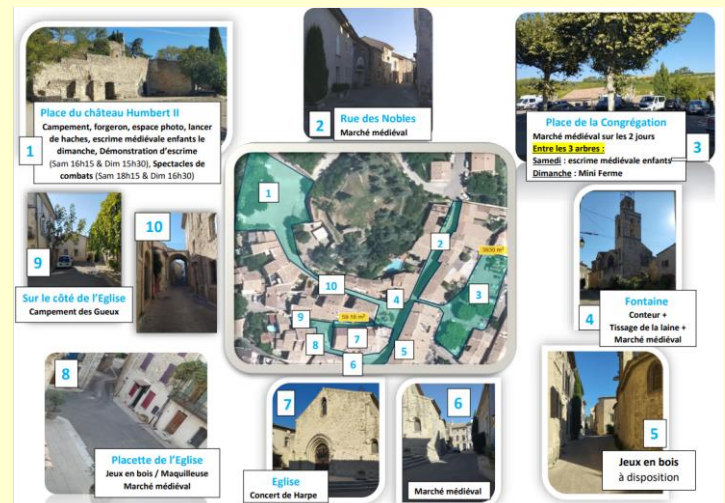 Place du château Humbert II
Campement, forgeron, espace photo, lancer
de haches, escrime médiévale enfants le
dimanche, Démonstration d'escrime
(Sam 16h15 & Dim 15h30), Spectacles de
combats (Sam 18h15 & Dim 16h30)
1
2
Rue des Nobles
Marché médiéval
Place de la Congrégation
Marché médiéval sur les 2 jours
Entre les 3 arbres :
Samedi : escrime médiévale enfants
Dimanche : Mini Ferme
3
9
Sur le côté de l'Eglise
Campement des Gueux
10
1
2
3
10
4
9
8
7
6
5
4
Fontaine
Conteur +
Tissage de la laine +
Marché médiéval
8
Placette de l'Eglise
Jeux en bois / Maquilleuse
Marché médiéval
7
Eglise
Concert de Harpe
6
Marché médiéval
5
Jeux en bois
à disposition